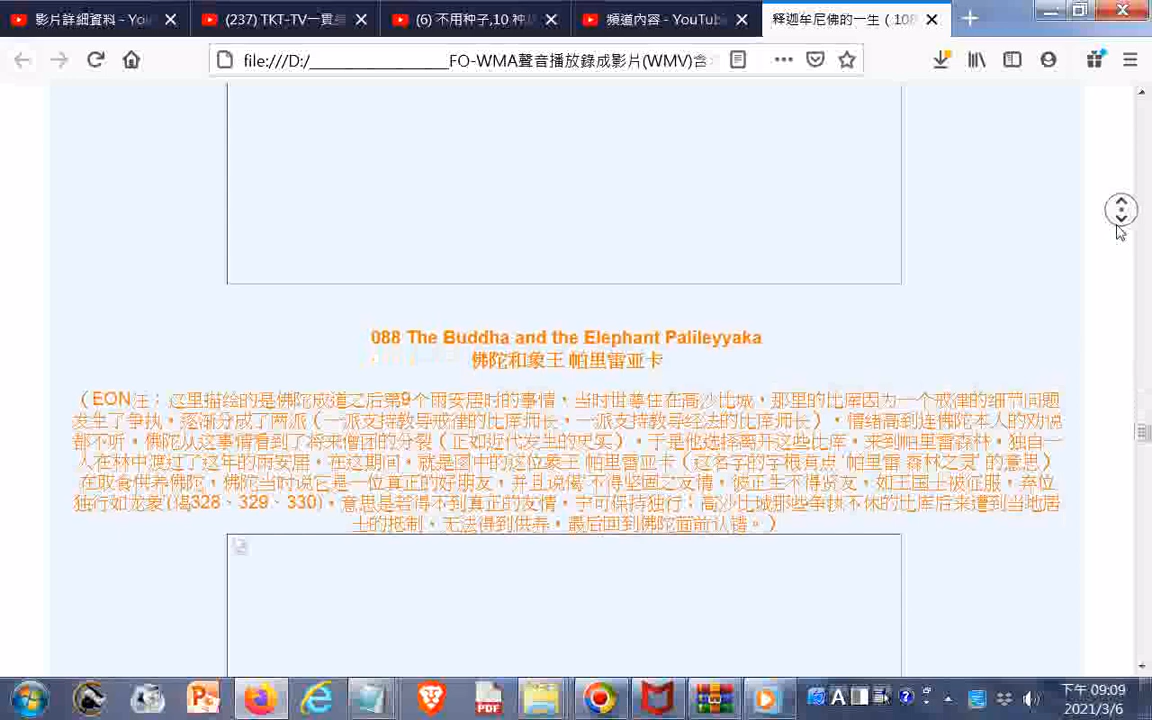 影片詳細資料 - Yo
(237) TKT-TV一貫
(6) 不用种子,10 种
頻道內容 - YouTub
释迦牟尼佛的一生（108
file:///D:/_________________FO-WMA聲音播放錄成影片(WMV)含
088 The Buddha and the Elephant Palileyyaka
佛陀和象王 帕里雷亚卡
（EON注：这里描绘的是佛陀成道之后第9个雨安居时的事情，当时世尊住在高沙比城，那里的比库因为一个戒律的细节问题
发生了争执，逐渐分成了两派（一派支持教导戒律的比库师长，一派支持教导经法的比库师长），情绪高到连佛陀本人的劝说
都不听，佛陀从这事情看到了将来僧团的分裂（正如近代发生的史实），于是他选择离开这些比库，来到帕里雷森林，独自一
人在林中渡过了这年的雨安居，在这期间，就是图中的这位象王 帕里雷亚卡（这名字的字根有点 '帕里雷 森林之灵' 的意思）
在取食供养佛陀，佛陀当时说它是一位真正的好朋友，并且说偈 '不得坚固之友情，彼正生不得贤友，如王国土被征服，弃位
独行如龙象'(偈328、329、330)，意思是若得不到真正的友情，宁可保持独行；高沙比城那些争执不休的比库后来遭到当地居
士的抵制、无法得到供养，最后回到佛陀面前认错。）
PDF
A
下午 09:09
2021/3/6